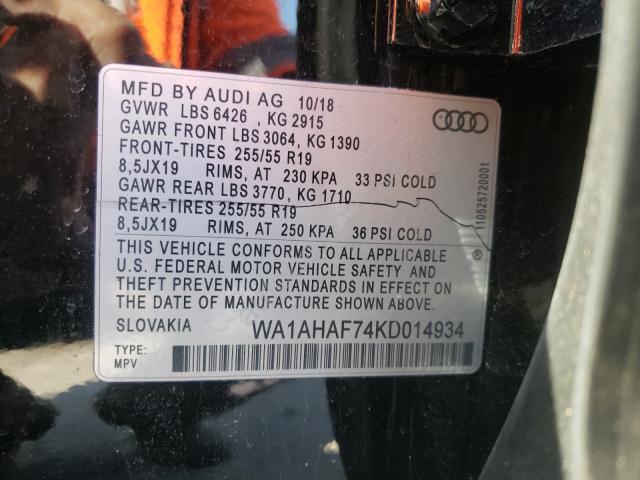 MFD BY AUDI AG 10/18
GVWR LBS 6426 , KG 2915
GAWR FRONT LBS 3064, KG 1390
FRONT-TIRES 255/55 R19
8,5JX19 RIMS, AT 230 KPA 33 PSI COLD
GAWR REAR LBS 3770, KG 1710
REAR-TIRES 255/55 R19
8,5JX19 RIMS, AT 250 KPA 36 PSI COLD
THIS VEHICLE CONFORMS TO ALL APPLICABLE
U.S. FEDERAL MOTOR VEHICLE SAFETY AND
THEFT PREVENTION STANDARDS IN EFFECT ON
THE DATE OF MANUFACTURE SHOWN ABOVE.
SLOVAKIA WA1AHAF74KD014934
TYPE:
MPV
110525720001
®